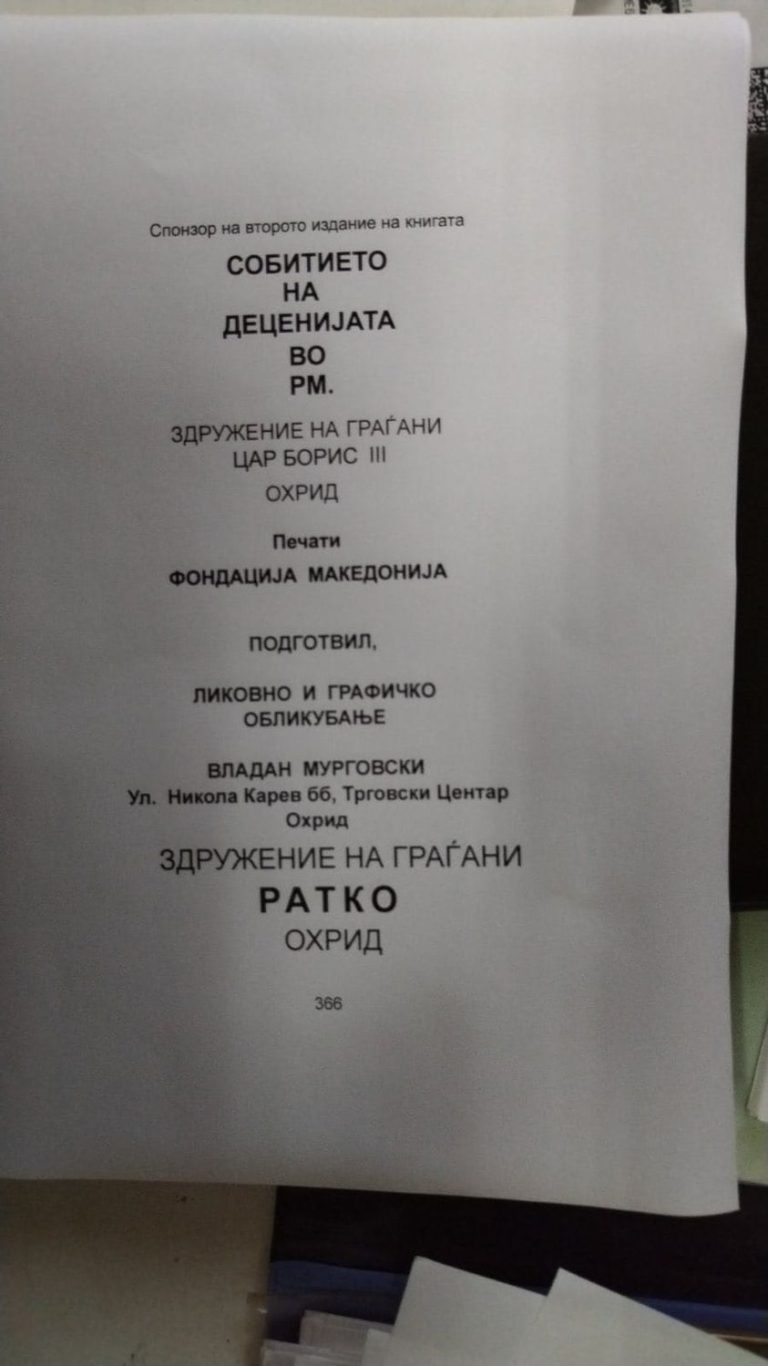 Спонзор на второто издание на книгата
СОБИТИЕТО
НА
ДЕЦЕНИЈАТА
ВО
РМ.
ЗДРУЖЕНИЕ НА ГРАЃАНИ
ЦАР БОРИС III
ОХРИД
Печати
ФОНДАЦИЈА МАКЕДОНИЈА
ПОДГОТВИЛ,
ЛИКОВНО И ГРАФИЧКО
ОБЛИКУБАЊЕ
ВЛАДАН МУРГОВСКИ
Ул. Никола Карев бб, Трговски Центар
Охрид
ЗДРУЖЕНИЕ НА ГРАЃАНИ
РАТКО
ОХРИД
366